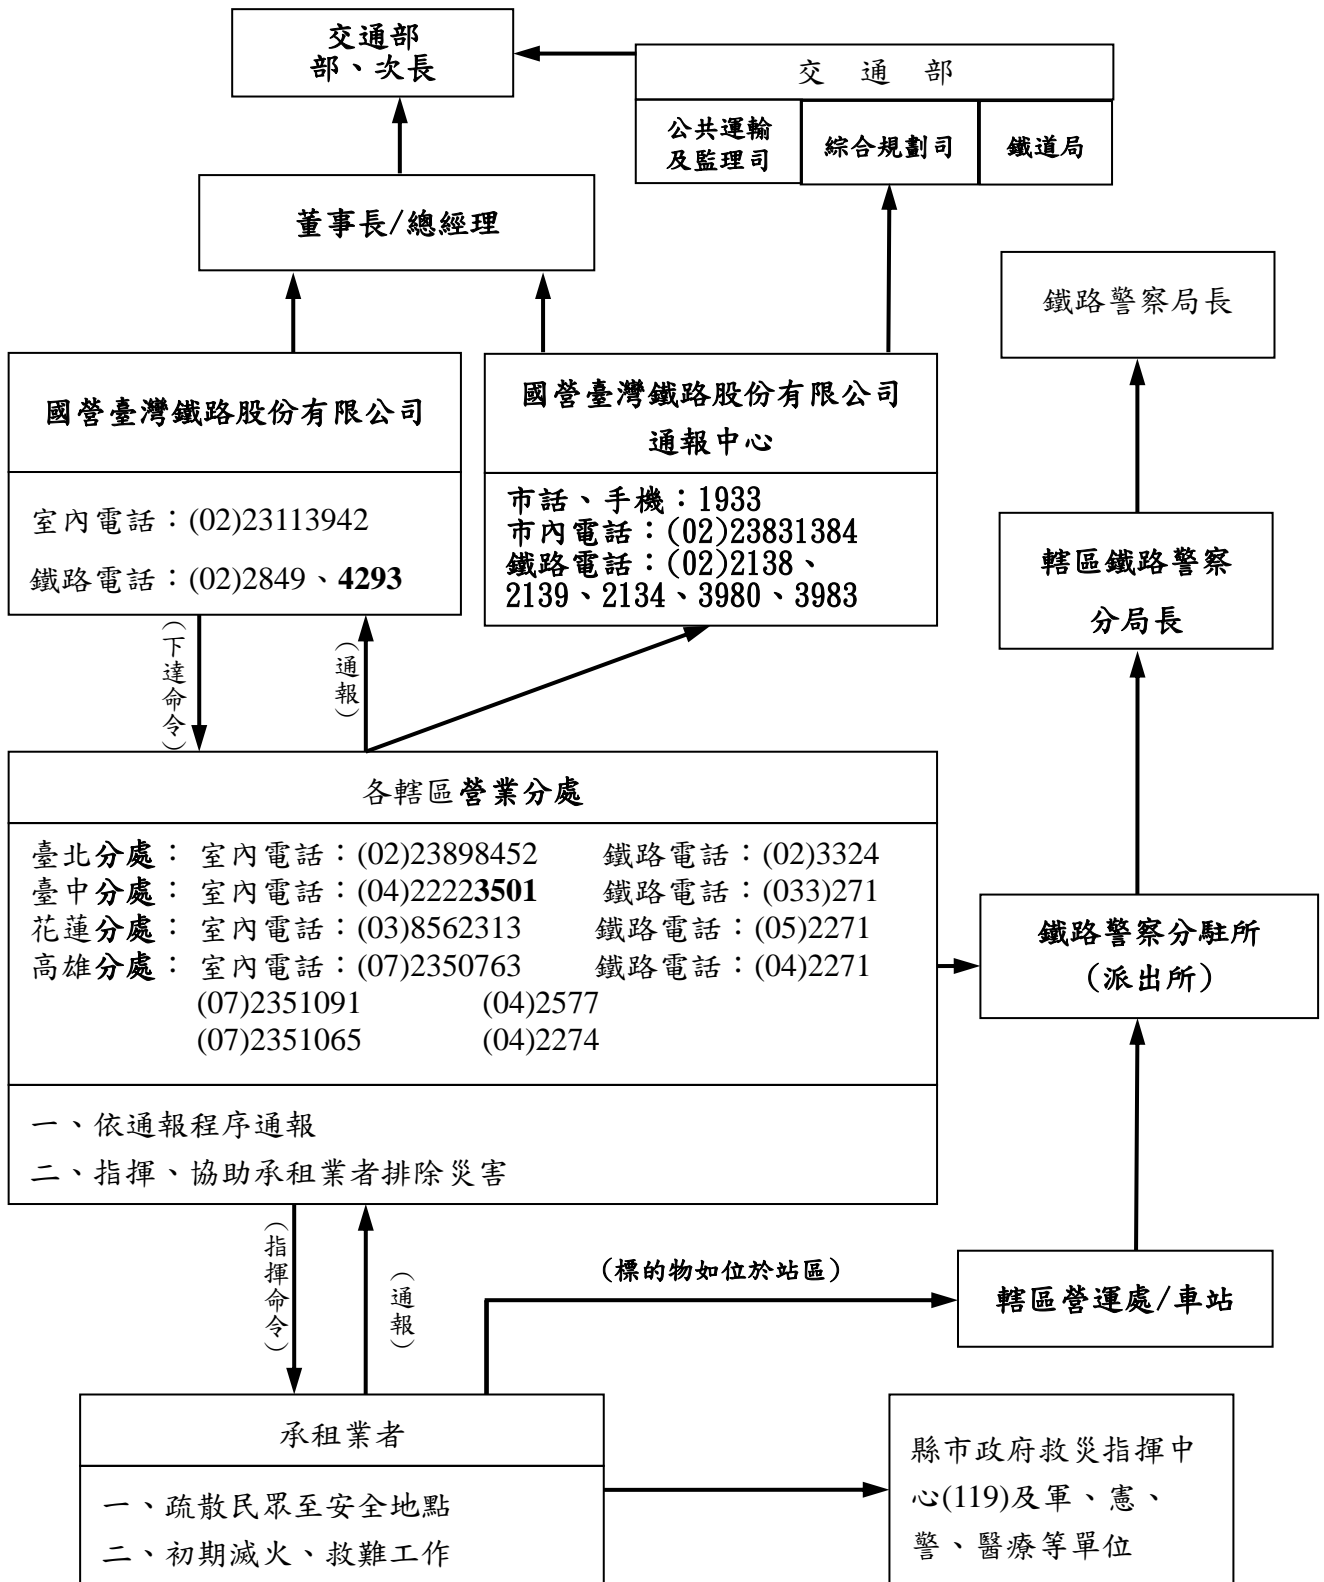 交通部
部、次長
交 通 部
公共運輸
及監理司
綜合規劃司
鐵道局
董事長/總經理
鐵路警察局長
國營臺灣鐵路股份有限公司
室內電話：(02)23113942
鐵路電話：(02)2849、4293
國營臺灣鐵路股份有限公司
通報中心
市話、手機：1933
市內電話：(02)23831384
鐵路電話：(02)2138、
2139、2134、3980、3983
轄區鐵路警察
分局長
(下達命令)
(通報)
各轄區營業分處
臺北分處： 室內電話：(02)23898452 鐵路電話：(02)3324
臺中分處： 室內電話：(04)22223501 鐵路電話：(033)271
花蓮分處： 室內電話：(03)8562313 鐵路電話：(05)2271
高雄分處： 室內電話：(07)2350763 鐵路電話：(04)2271
(07)2351091 (04)2577
(07)2351065 (04)2274
一、依通報程序通報
二、指揮、協助承租業者排除災害
鐵路警察分駐所
(派出所)
(指揮命令)
(通報)
(標的物如位於站區)
轄區營運處/車站
承租業者
一、疏散民眾至安全地點
二、初期滅火、救難工作
縣市政府救災指揮中
心(119)及軍、憲、
警、醫療等單位